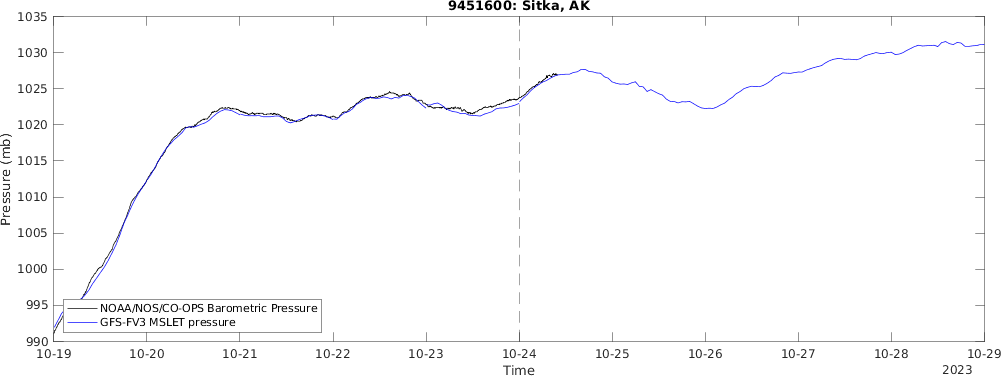 9451600: Sitka, AK
Pressure (mb)
1035
1030
1025
1020
1015
1010
1005
1000
995
990
NOAA/NOS/CO-OPS Barometric Pressure
GFS-FV3 MSLET pressure
10-19 10-20 10-21 10-22 10-23 10-24 10-25 10-26 10-27 10-28 10-29
Time
2023